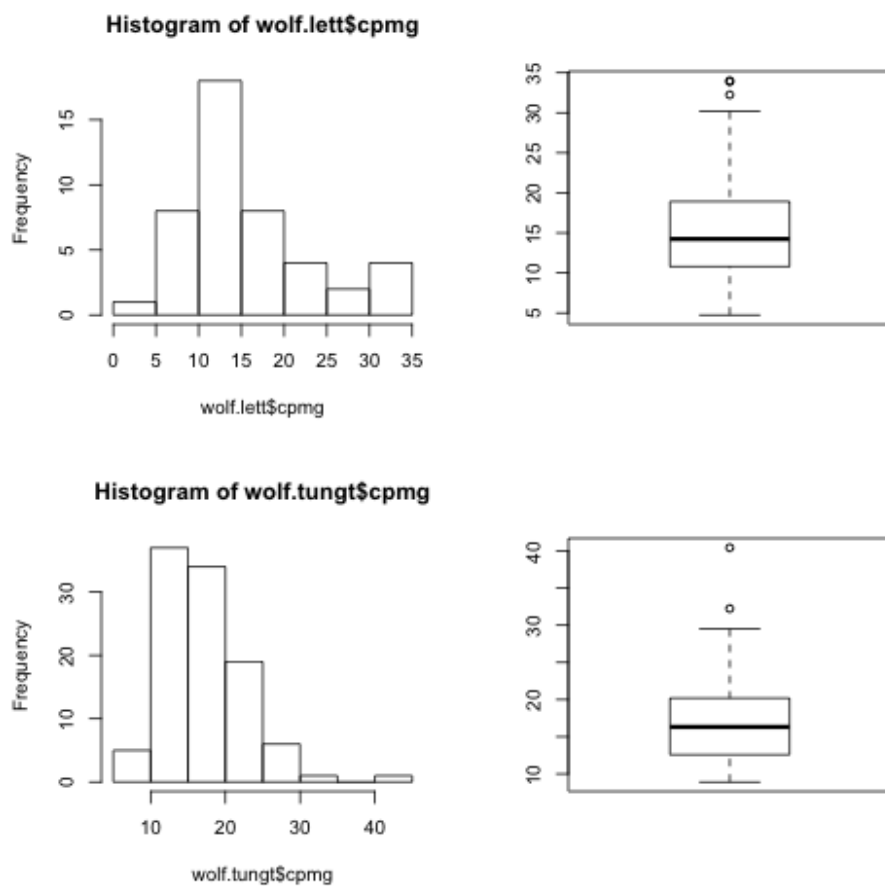 Histogram of wolf.lett$cpmg
Frequency
0 5 10 15
0 5 10 15 20 25 30 35
wolf.lett$cpmg
5 10 15 20 25 30 35
Histogram of wolf.tungt$cpmg
Frequency
0 10 20 30
10 20 30 40
wolf.tungt$cpmg
10 20 30 40